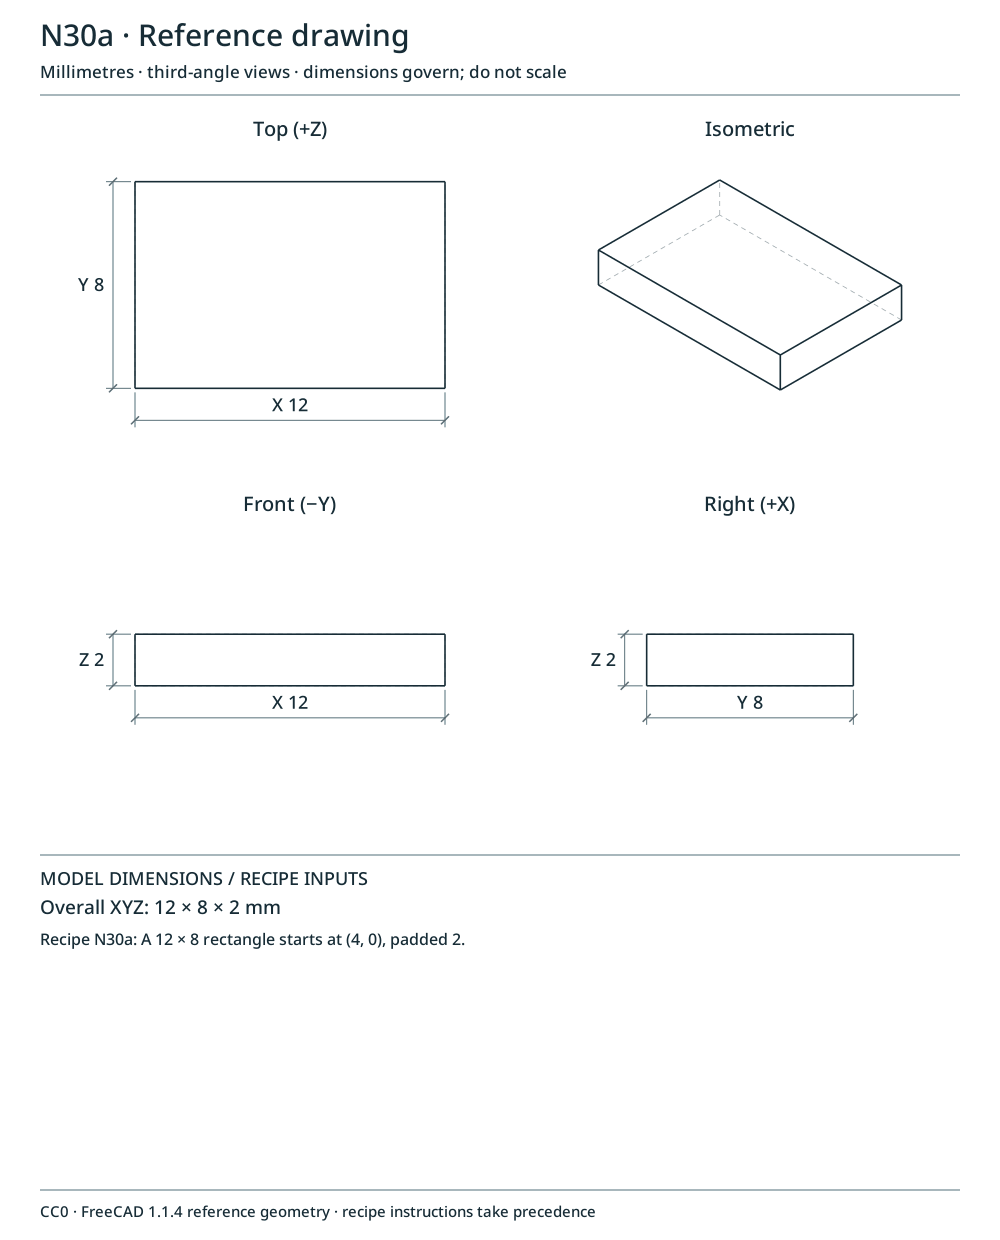 N30a · Reference drawing
Millimetres · third-angle views · dimensions govern; do not scale
Top (+Z)
Isometric
Y 8
X 12
Front (−Y)
Right (+X)
Z 2
X 12
Z 2
Y 8
MODEL DIMENSIONS / RECIPE INPUTS
Overall XYZ: 12 × 8 × 2 mm
Recipe N30a: A 12 × 8 rectangle starts at (4, 0), padded 2.
CC0 · FreeCAD 1.1.4 reference geometry · recipe instructions take precedence